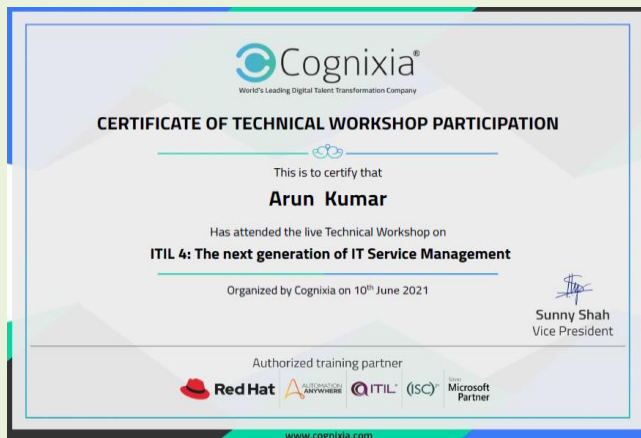 Cognixia®
World's Leading Digital Talent Transformation Company
CERTIFICATE OF TECHNICAL WORKSHOP PARTICIPATION
This is to certify that
Arun Kumar
Has attended the live Technical Workshop on
ITIL 4: The next generation of IT Service Management
Organized by Cognixia on 10th June 2021
Sunny Shah
Vice President
Authorized training partner
Red Hat
AUTOMATION
ANYWHERE
ITIL®
(ISC)²
Silver
Microsoft
Partner
www.cognixia.com